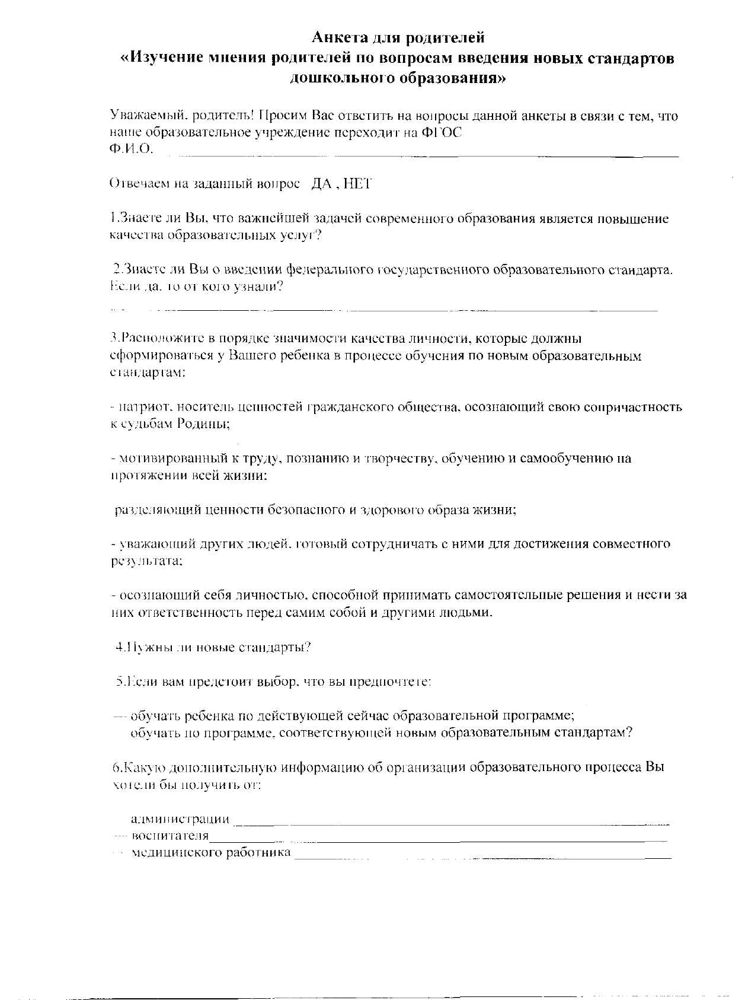 Анкета для родителей
«Изучение мнения родителей по вопросам введения новых стандартов
дошкольного образования»
Уважаемый. родитель! Просим Вас ответить на вопросы данной анкеты в связи с тем, что
наше образовательное учреждение переходит на ФГОС
Ф.И.О.
Отвечаем на заданный вопрос ДА , НЕТ
1.Знаете ли Вы, что важнейшей задачей современного образования является повышение
качества образовательных услуг?
2.Знаете ли Вы о введении федерального государственного образовательного стандарта.
Если да, то от кого узнали?
3.Расположите в порядке значимости качества личности, которые должны
сформироваться у Вашего ребенка в процессе обучения по новым образовательным
стандартам:
- патриот, носитель ценностей гражданского общества, осознающий свою сопричастность
к судьбам Родины;
- мотивированный к труду, познанию и творчеству, обучению и самообучению на
протяжении всей жизни;
разделяющий ценности безопасного и здорового образа жизни;
- уважающий других людей, готовый сотрудничать с ними для достижения совместного
результата;
- осознающий себя личностью, способной принимать самостоятельные решения и нести за
них ответственность перед самим собой и другими людьми.
4.Нужны ли новые стандарты?
5.Если вам предстоит выбор, что вы предпочтете:
— обучать ребенка по действующей сейчас образовательной программе;
обучать по программе, соответствующей новым образовательным стандартам?
6.Какую дополнительную информацию об организации образовательного процесса Вы
хотели бы получить от:
администрации
— воспитателя
- медицинского работника